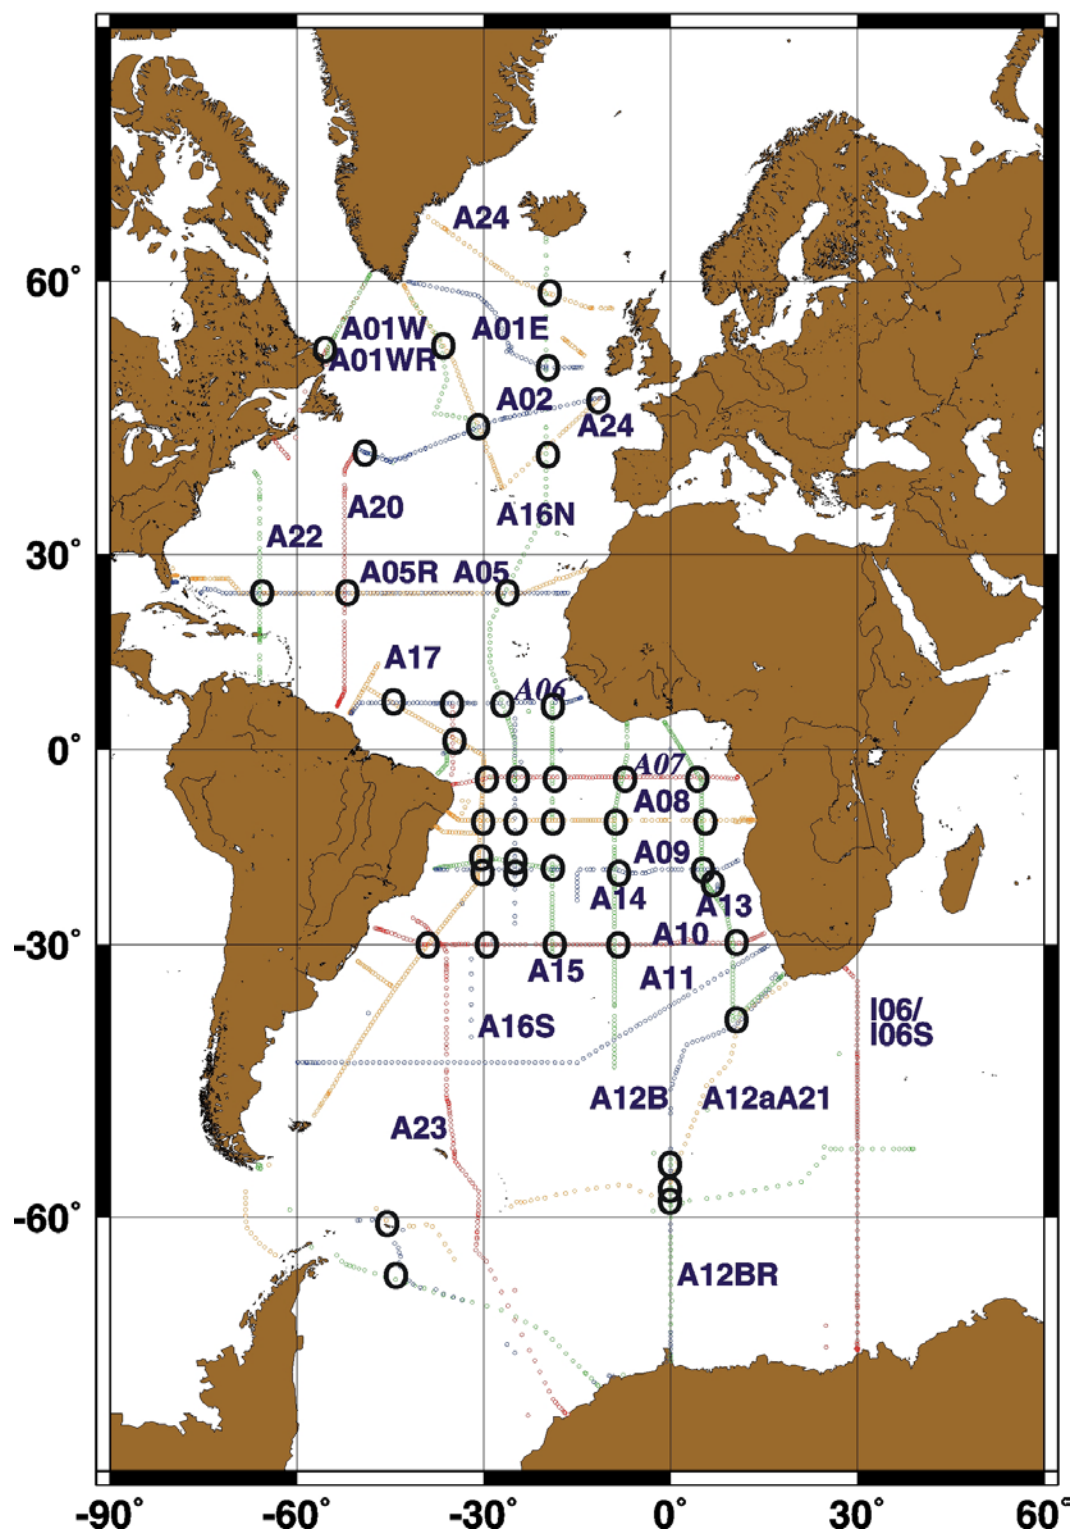 A24
60°
A01W
A01E
A01WR
A02
A24
A20
A16N
A22
30°
A05R
A05
A17
A06
0°
A07
A08
A09
A14
A13
A10
-30°
A15
A11
A16S
I06/
I06S
A12B
A12aA21
A23
-60°
A12BR
-90°
-60°
-30°
0°
30°
60°